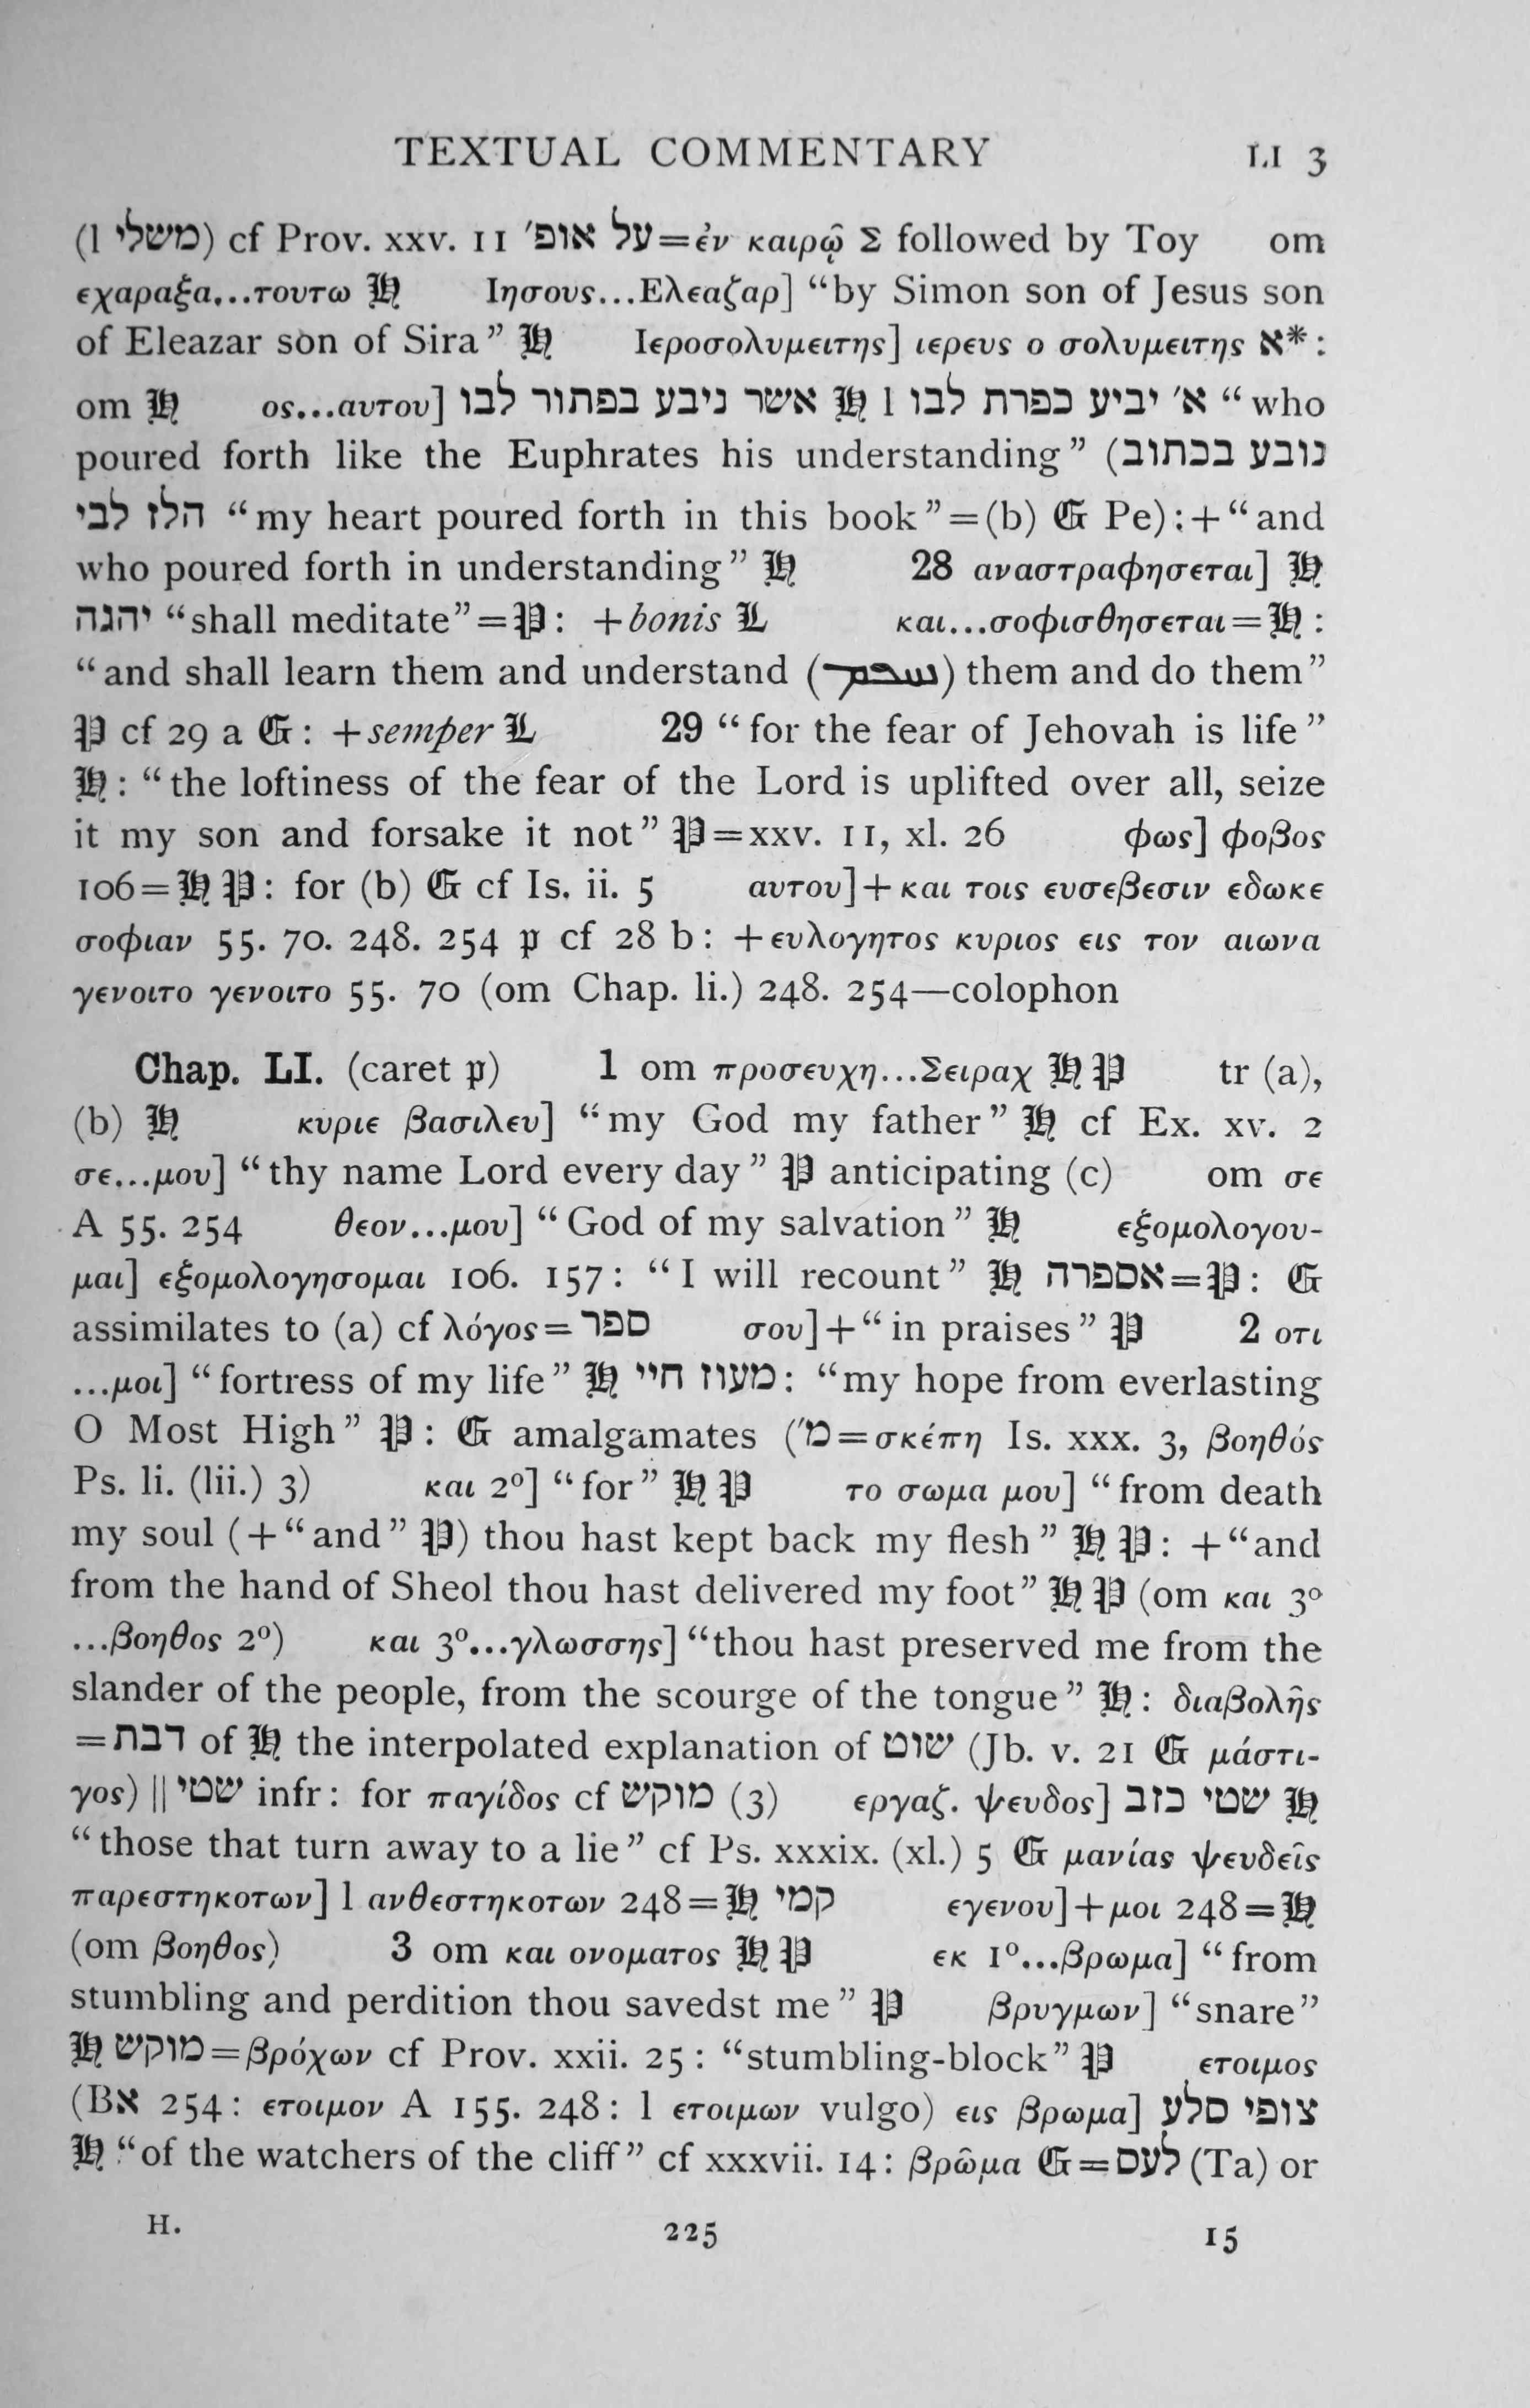 TEXTUAL COMMENTARY LI 3
(l משלי) cf Prov. xxv. 11 על אופ׳=ἐν καιρῷ Σ followed by Toy om
εχαραξα...τουτω 𝕳 Ιησους...Ελεαζαρ] “by Simon son of Jesus son
of Eleazar son of Sira” 𝕳 Ιεροσολυμειτης] ιερευς ο σολυμειτης א*:
om 𝕳 ος...αυτου] אשר ניבע בפתור לבו 𝕳 l א׳ יביע כפרת לבו “who
poured forth like the Euphrates his understanding” (נובע בכתוב
הלז לבי “my heart poured forth in this book”=(b) 𝕲 Pe):+“and
who poured forth in understanding” 𝕳 28 αναστραφησεται] 𝕳
יהגה “shall meditate”=𝕻: +bonis 𝕷 και...σοφισθησεται=𝕳:
“and shall learn them and understand () them and do them”
𝕻 cf 29 a 𝕲: +semper 𝕷 29 “for the fear of Jehovah is life”
𝕳: “the loftiness of the fear of the Lord is uplifted over all, seize
it my son and forsake it not” 𝕻=xxv. 11, xl. 26 φως] φοβος
106=𝕳𝕻: for (b) 𝕲 cf Is. ii. 5 αυτου]+και τοις ευσεβεσιν εδωκε
σοφιαν 55. 70. 248. 254 𝔭 cf 28 b: +ευλογητος κυριος εις τον αιωνα
γενοιτο γενοιτο 55. 70 (om Chap. li.) 248. 254—colophon
Chap. LI. (caret 𝔭) 1 om προσευχη...Σειραχ 𝕳𝕻 tr (a),
(b) 𝕳 κυριε βασιλευ] “my God my father” 𝕳 cf Ex. xv. 2
σε...μου] “thy name Lord every day” 𝕻 anticipating (c) om σε
A 55. 254 θεον...μου] “God of my salvation” 𝕳 εξομολογου-
μαι] εξομολογησομαι 106. 157: “I will recount” 𝕳 אספרה=𝕻: 𝕲
assimilates to (a) cf λόγος=ספר σου]+“in praises” 𝕻 2 οτι
...μοι] “fortress of my life” 𝕳 מעוז חיי: “my hope from everlasting
O Most High” 𝕻: 𝕲 amalgamates (מ׳=σκέπη Is. xxx. 3, βοηθός
Ps. li. (lii.) 3) και 2º] “for” 𝕳𝕻 το σωμα μου] “from death
my soul (+“and” 𝕻) thou hast kept back my flesh” 𝕳𝕻: +“and
from the hand of Sheol thou hast delivered my foot” 𝕳𝕻 (om και 3º
...βοηθος 2º) και 3º...γλωσσης] “thou hast preserved me from the
slander of the people, from the scourge of the tongue” 𝕳: διαβολῆς
=דבת of 𝕳 the interpolated explanation of שוט (Jb. v. 21 𝕲 μάστι-
γος) || שטי infr: for παγίδος cf מוקש (3) εργαζ. ψευδος] שטי כזב 𝕳
“those that turn away to a lie” cf Ps. xxxix. (xl.) 5 𝕲 μανίας ψευδεῖς
παρεστηκοτων] l ανθεστηκοτων 248=𝕳 קמי εγενου]+μοι 248=𝕳
(om βοηθος) 3 om και ονοματος 𝕳𝕻 εκ 1º...βρωμα] “from
stumbling and perdition thou savedst me” 𝕻 βρυγμων] “snare”
𝕳 מוקש=βρόχων cf Prov. xxii. 25: “stumbling-block” 𝕻 ετοιμος
(Bא 254: ετοιμον A 155. 248: l ετοιμων vulgo) εις βρωμα] צופי סלע
𝕳 “of the watchers of the cliff” cf xxxvii. 14: βρῶμα 𝕲=לעם (Ta) or
H. 225 15